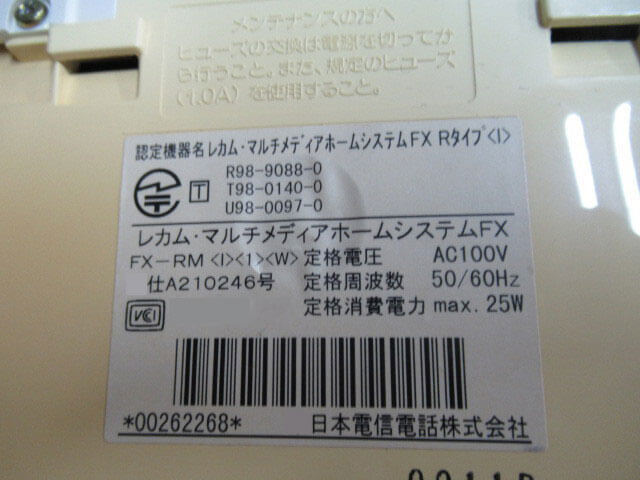 メンテナンスの方へ
ヒューズの交換は電源を切ってか
ら行うこと。また、規定のヒューズ
(1.0A)を使用すること。
認定機器名レカム・マルチメディアホームシステムFX Rタイプ<I>
R98-9088-0
T T98-0140-0
U98-0097-0
レカム・マルチメディアホームシステムFX
FX-RM <I><1><W> 定格電圧 AC100V
仕A210246号 定格周波数 50/60Hz
定格消費電力 max. 25W
VCCI
*00262268* 日本電信電話株式会社